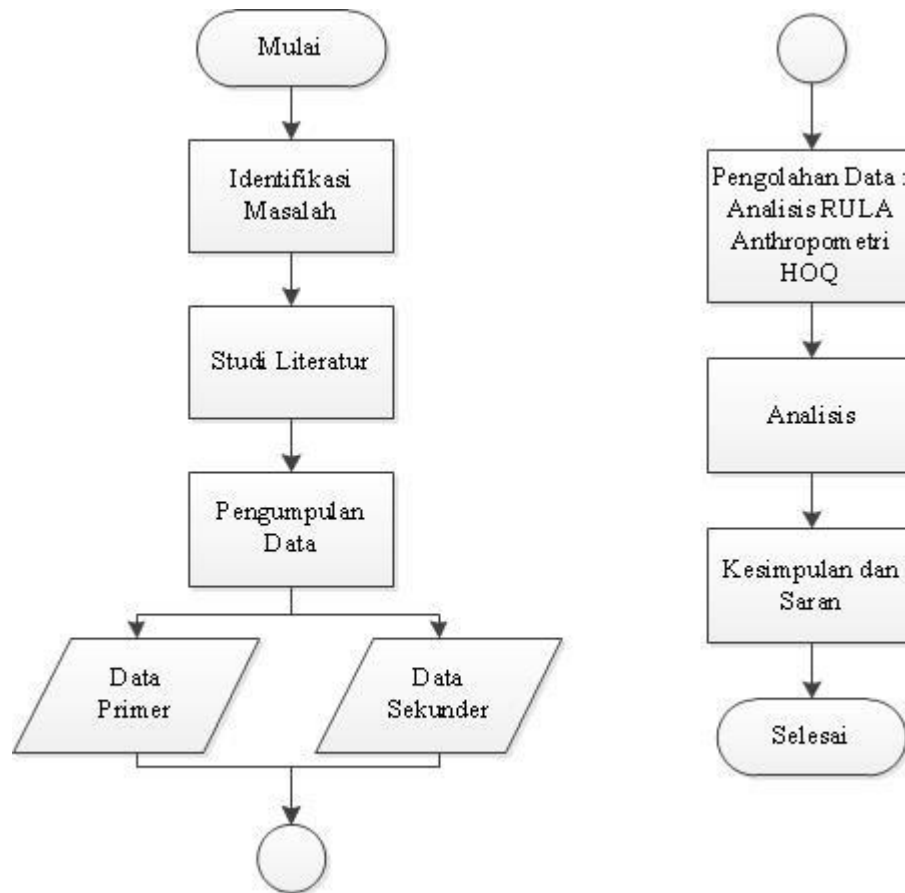 Mulai
Identifikasi
Masalah
Studi Literatur
Pengumpulan
Data
Data
Primer
Data
Sekunder
Pengolahan Data :
Analisis RULA
Anthropometri
HOQ
Analisis
Kesimpulan dan
Saran
Selesai